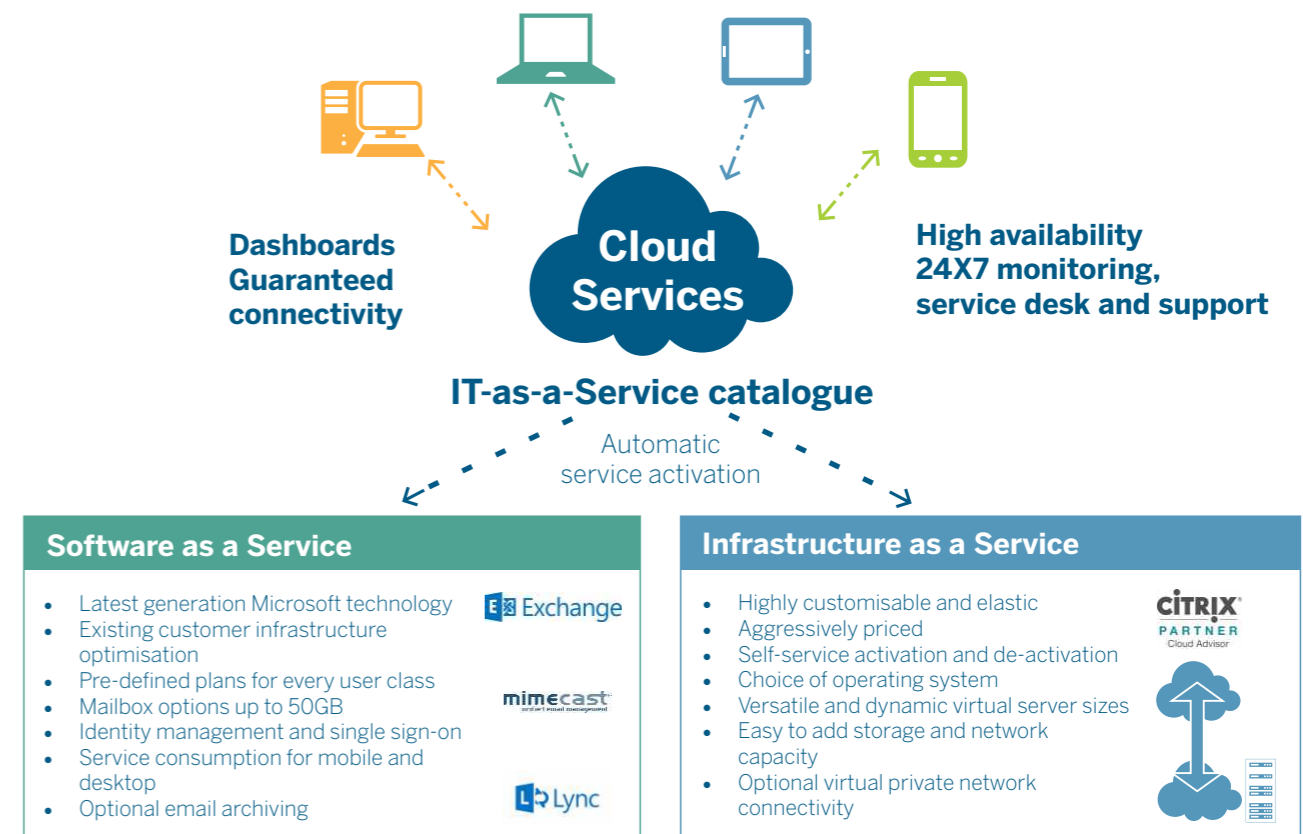 Dashboards
Guaranteed
connectivity
Cloud
Services
High availability
24X7 monitoring,
service desk and support
IT-as-a-Service catalogue
Automatic
service activation
Software as a Service
• Latest generation Microsoft technology
• Existing customer infrastructure
optimisation
• Pre-defined plans for every user class
• Mailbox options up to 50GB
• Identity management and single sign-on
• Service consumption for mobile and
desktop
• Optional email archiving
E Exchange
mimecast
unified email management
L Lync
Infrastructure as a Service
• Highly customisable and elastic
• Aggressively priced
• Self-service activation and de-activation
• Choice of operating system
• Versatile and dynamic virtual server sizes
• Easy to add storage and network
capacity
• Optional virtual private network
connectivity
CİTRIX®
PARTNER
Cloud Advisor